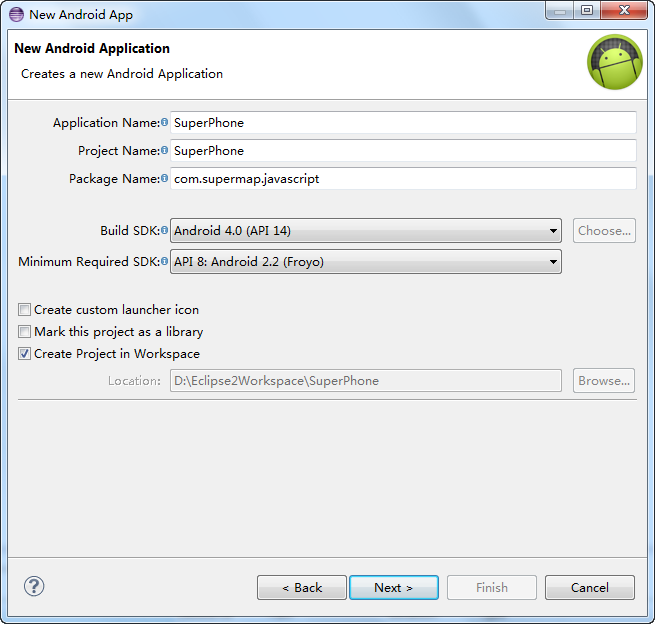 New Android App
New Android Application
Creates a new Android Application
Application Name: SuperPhone
Project Name: SuperPhone
Package Name: com.supermap.javascript
Build SDK: Android 4.0 (API 14) Choose...
Minimum Required SDK: API 8: Android 2.2 (Froyo)
Create custom launcher icon
Mark this project as a library
Create Project in Workspace
Location: D:\Eclipse2Workspace\SuperPhone Browse...
? < Back Next > Finish Cancel